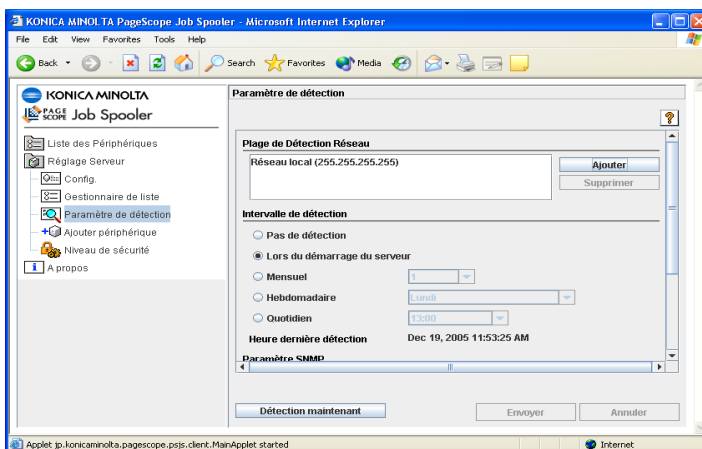 KONICA MINOLTA PageScope Job Spooler - Microsoft Internet Explorer
File Edit View Favorites Tools Help
Back Search Favorites Media
KONICA MINOLTA
PAGE SCOPE Job Spooler
Liste des Périphériques
Réglage Serveur
Config.
Gestionnaire de liste
Paramètre de détection
Ajouter périphérique
Niveau de sécurité
A propos
Paramètre de détection
?
Plage de Détection Réseau
Réseau local (255.255.255.255)
Ajouter
Supprimer
Intervalle de détection
Pas de détection
Lors du démarrage du serveur
Mensuel 1
Hebdomadaire Lundi
Quotidien 13:00
Heure dernière détection Dec 19, 2005 11:53:25 AM
Paramètre SNMP
Détection maintenant Envoyer Annuler
Applet jp.konicaminolta.pagescope.psjs.client.MainApplet started Internet